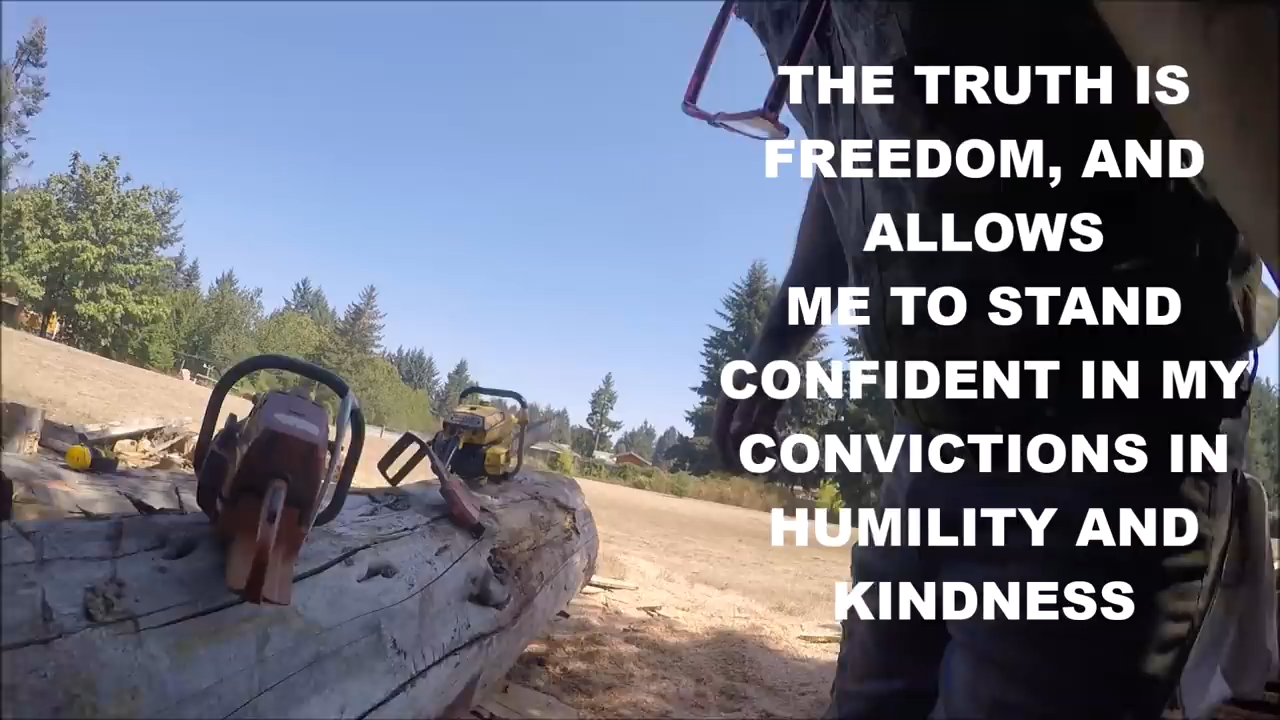 THE TRUTH IS
FREEDOM, AND
ALLOWS
ME TO STAND
CONFIDENT IN MY
CONVICTIONS IN
HUMILITY AND
KINDNESS